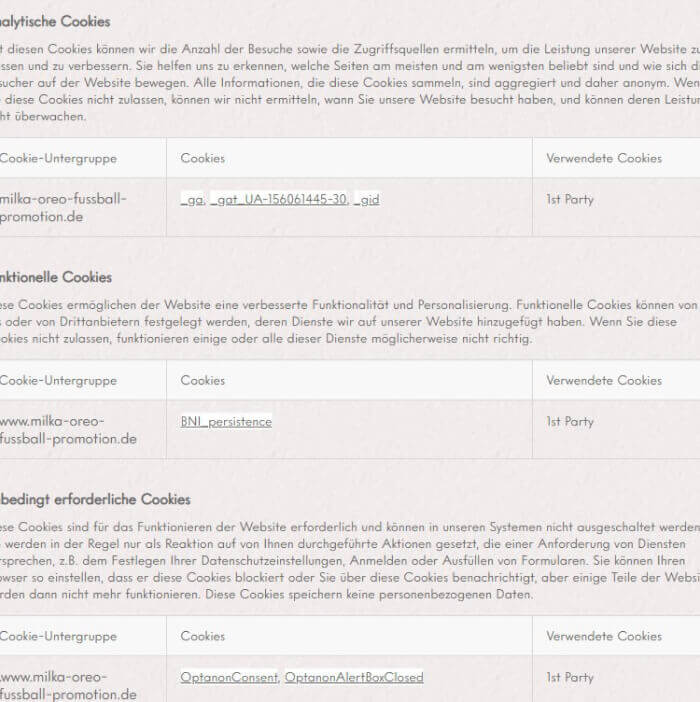 nalytische Cookies
t diesen Cookies können wir die Anzahl der Besuche sowie die Zugriffsquellen ermitteln, um die Leistung unserer Website zu
ssen und zu verbessern. Sie helfen uns zu erkennen, welche Seiten am meisten und am wenigsten beliebt sind und wie sich di
sucher auf der Website bewegen. Alle Informationen, die diese Cookies sammeln, sind aggregiert und daher anonym. Wen
e diese Cookies nicht zulassen, können wir nicht ermitteln, wann Sie unsere Website besucht haben, und können deren Leistun
cht überwachen.
Cookie-Untergruppe Cookies Verwendete Cookies
milka-oreo-fussball-
promotion.de
_ga, _gat_UA-156061445-30, _gid 1st Party
nktionelle Cookies
ese Cookies ermöglichen der Website eine verbesserte Funktionalität und Personalisierung. Funktionelle Cookies können von
s oder von Drittanbietern festgelegt werden, deren Dienste wir auf unserer Website hinzugefügt haben. Wenn Sie diese
okies nicht zulassen, funktionieren einige oder alle dieser Dienste möglicherweise nicht richtig.
Cookie-Untergruppe Cookies Verwendete Cookies
www.milka-oreo-
fussball-promotion.de
BNI_persistence 1st Party
bedingt erforderliche Cookies
ese Cookies sind für das Funktionieren der Website erforderlich und können in unseren Systemen nicht ausgeschaltet werden
e werden in der Regel nur als Reaktion auf von Ihnen durchgeführte Aktionen gesetzt, die einer Anforderung von Diensten
rsprechen, z.B. dem Festlegen Ihrer Datenschutzeinstellungen, Anmelden oder Ausfüllen von Formularen. Sie können Ihren
owser so einstellen, dass er diese Cookies blockiert oder Sie über diese Cookies benachrichtigt, aber einige Teile der Websi
rden dann nicht mehr funktionieren. Diese Cookies speichern keine personenbezogenen Daten.
Cookie-Untergruppe Cookies Verwendete Cookies
www.milka-oreo-
fussball-promotion.de
OptanonConsent, OptanonAlertBoxClosed 1st Party